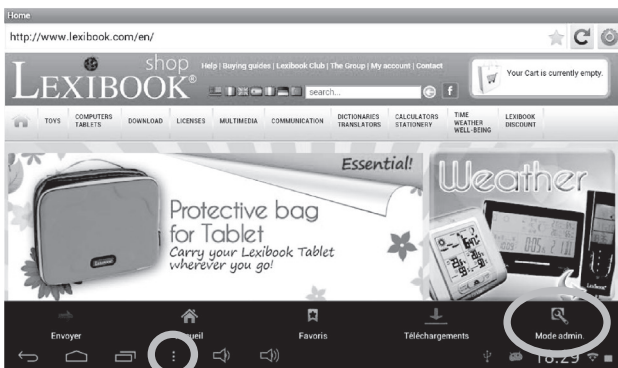 Home
http://www.lexibook.com/en/
LEXIBOOK® shop
Help | Buying guides | Lexibook Club | The Group | My account | Contact
search...
f
Your Cart is currently empty.
TOYS
COMPUTERS
TABLETS
DOWNLOAD
LICENSES
MULTIMEDIA
COMMUNICATION
DICTIONARIES
TRANSLATORS
CALCULATORS
STATIONERY
TIME
WEATHER
WELL-BEING
LEXIBOOK
DISCOUNT
Essential!
Protective bag
for Tablet
Carry your Lexibook Tablet
wherever you go!
Weather
Envoyer
Favoris
Téléchargements
Mode admin.
18:29